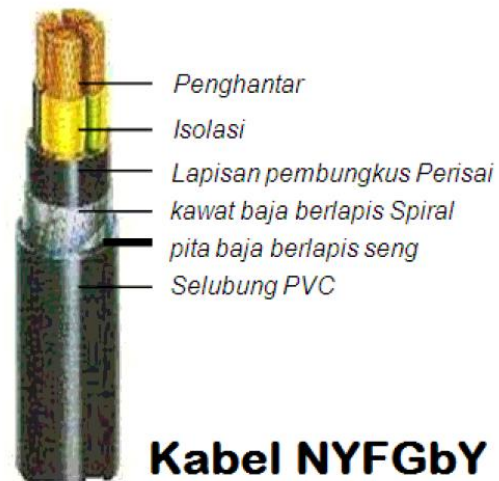 Penghantar
Isolasi
Lapisan pembungkus Perisai
kawat baja berlapis Spiral
pita baja berlapis seng
Selubung PVC
Kabel NYFGbY